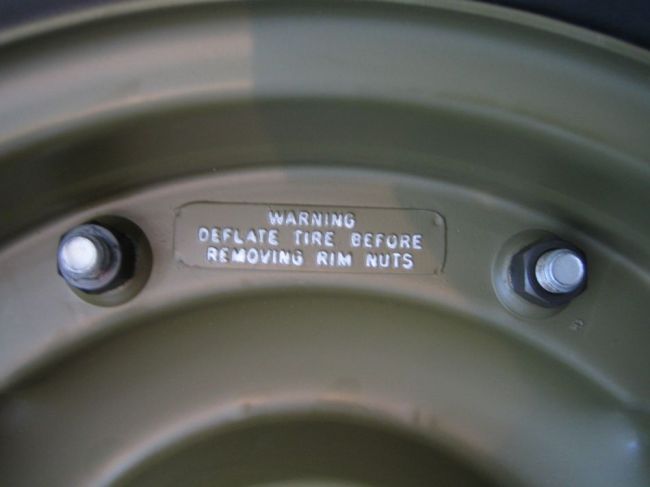 WARNING
DEFLATE TIRE BEFORE
REMOVING RIM NUTS